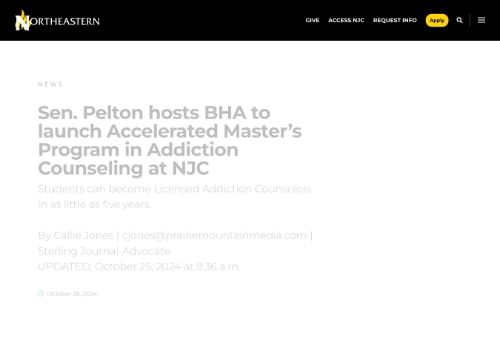 NORTHEASTERN
GIVE ACCESS NJC REQUEST INFO Apply
NEWS
Sen. Pelton hosts BHA to
launch Accelerated Master’s
Program in Addiction
Counseling at NJC
Students can become Licensed Addiction Counselors
in as little as five years
By Callie Jones | cjones@prairiemountainmedia.com |
Sterling Journal-Advocate
UPDATED: October 25, 2024 at 9:36 a.m.
October 26, 2024